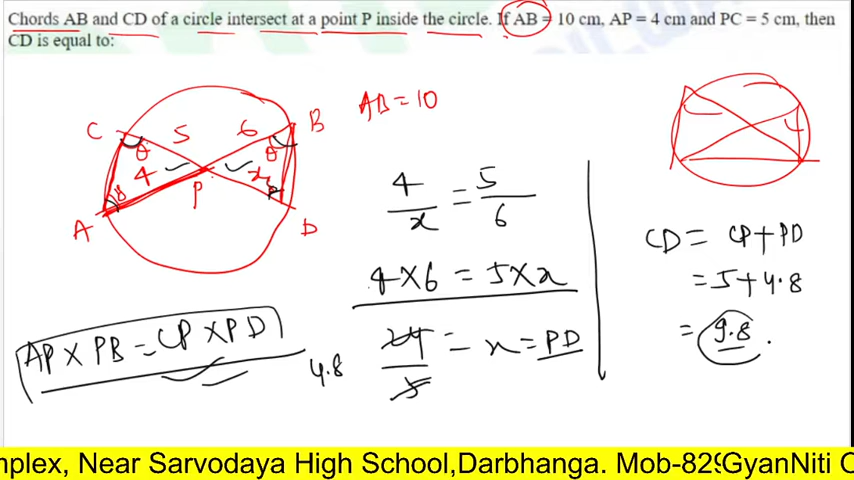 Chords AB and CD of a circle intersect at a point P inside the circle. If AB = 10 cm, AP = 4 cm and PC = 5 cm, then
CD is equal to:
AB = 10
C 5 6 B
θ θ
4 x
A P D
4/x = 5/6
4×6 = 5×x
24/5 = x = PD
4.8
AP × PB = CP × PD
CD = CP + PD
= 5 + 4.8
= 9.8.
mplex, Near Sarvodaya High School,Darbhanga. Mob-829GyanNiti C